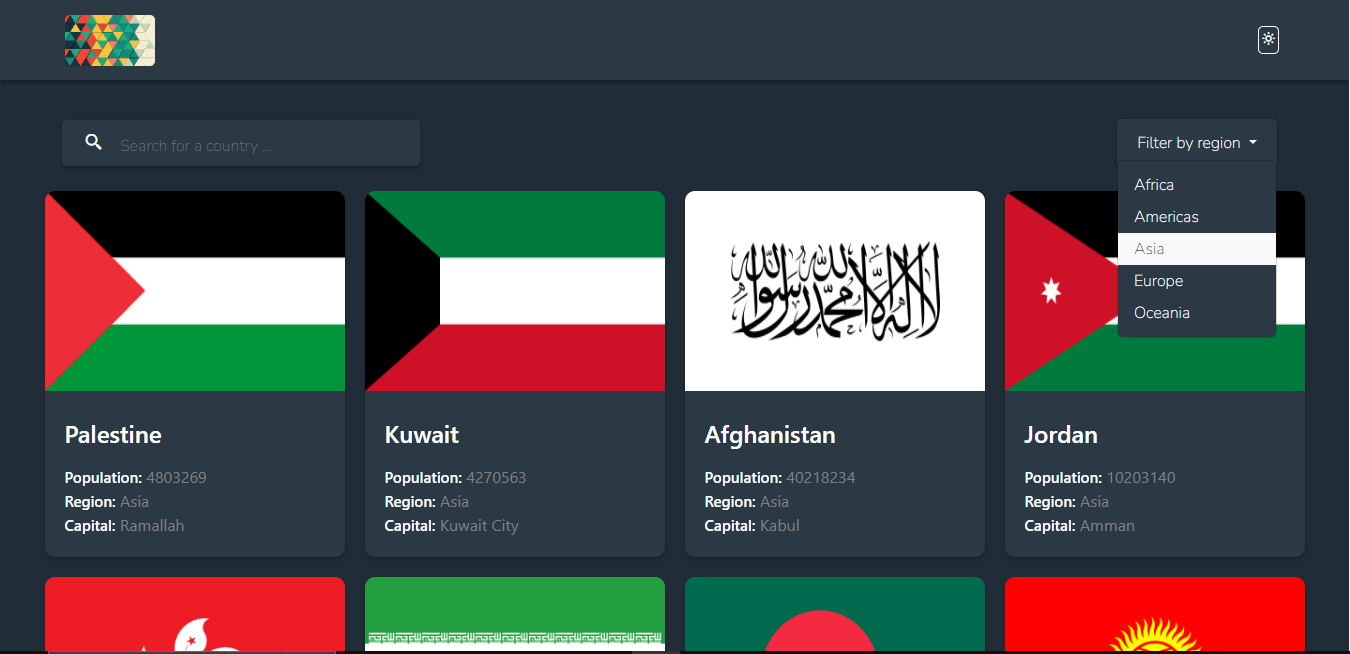 Search for a country ...
Filter by region
Africa
Americas
Asia
Europe
Oceania
لا إله إلا الله محمد رسول الله
Palestine
Population: 4803269
Region: Asia
Capital: Ramallah
Kuwait
Population: 4270563
Region: Asia
Capital: Kuwait City
Afghanistan
Population: 40218234
Region: Asia
Capital: Kabul
Jordan
Population: 10203140
Region: Asia
Capital: Amman